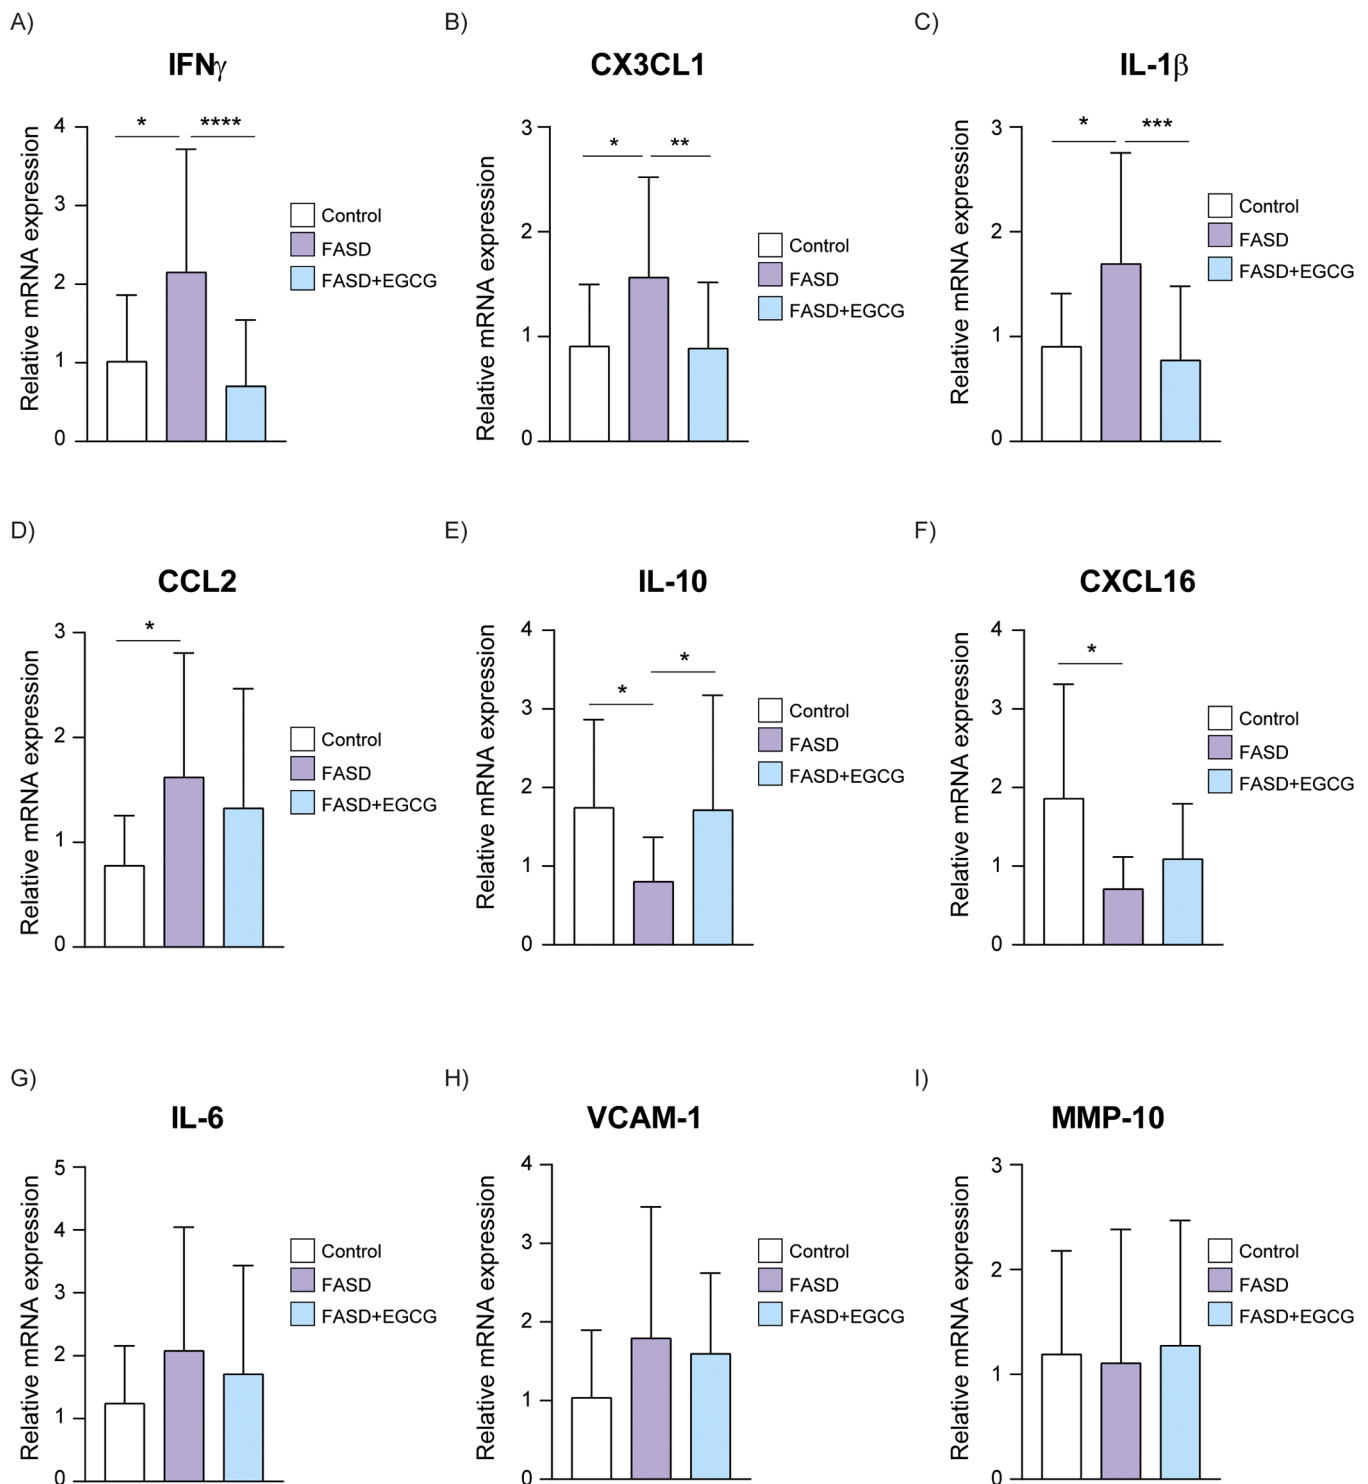 A)
IFNγ
Relative mRNA expression
4
3
2
1
0
*
****
Control
FASD
FASD+EGCG
B)
CX3CL1
Relative mRNA expression
3
2
1
0
*
**
Control
FASD
FASD+EGCG
C)
IL-1β
Relative mRNA expression
3
2
1
0
*
***
Control
FASD
FASD+EGCG
D)
CCL2
Relative mRNA expression
3
2
1
0
*
Control
FASD
FASD+EGCG
E)
IL-10
Relative mRNA expression
4
3
2
1
0
*
*
Control
FASD
FASD+EGCG
F)
CXCL16
Relative mRNA expression
4
3
2
1
0
*
Control
FASD
FASD+EGCG
G)
IL-6
Relative mRNA expression
5
4
3
2
1
0
Control
FASD
FASD+EGCG
H)
VCAM-1
Relative mRNA expression
4
3
2
1
0
Control
FASD
FASD+EGCG
I)
MMP-10
Relative mRNA expression
3
2
1
0
Control
FASD
FASD+EGCG